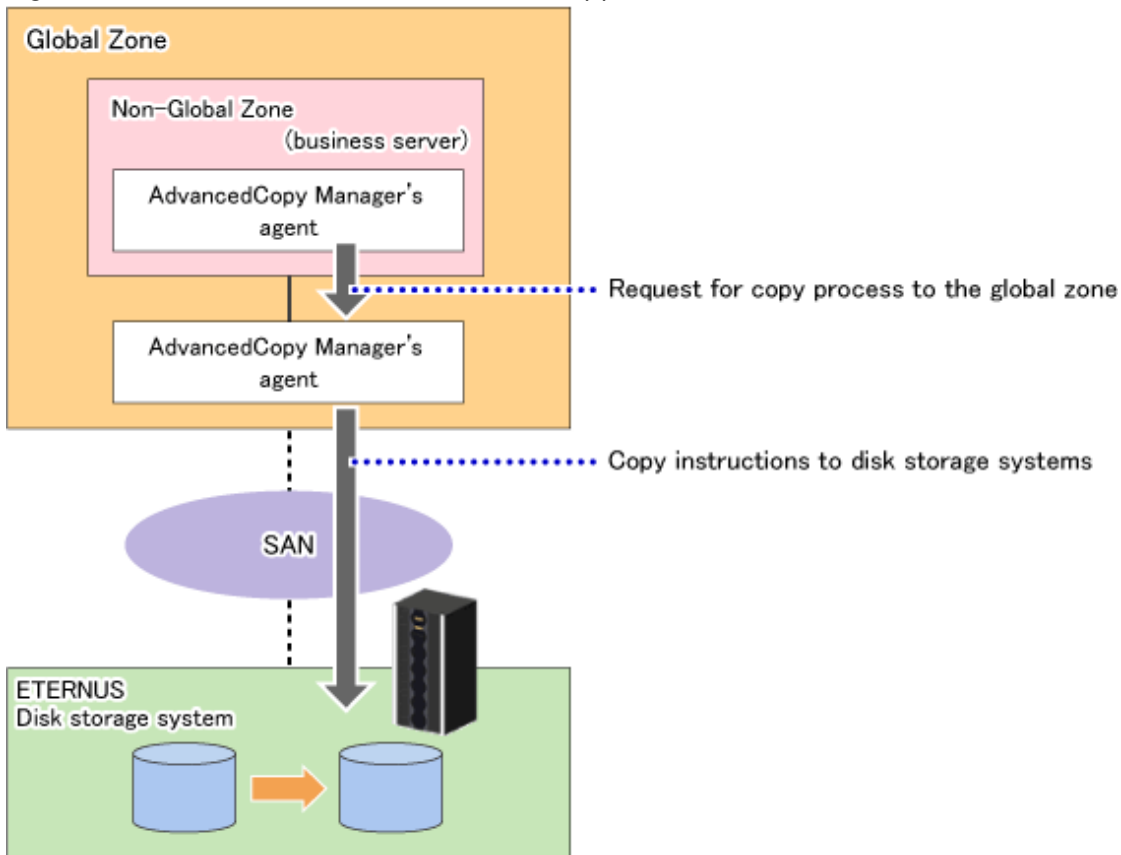 Global Zone
Non-Global Zone
(business server)
AdvancedCopy Manager's
agent
Request for copy process to the global zone
AdvancedCopy Manager's
agent
Copy instructions to disk storage systems
SAN
ETERNUS
Disk storage system